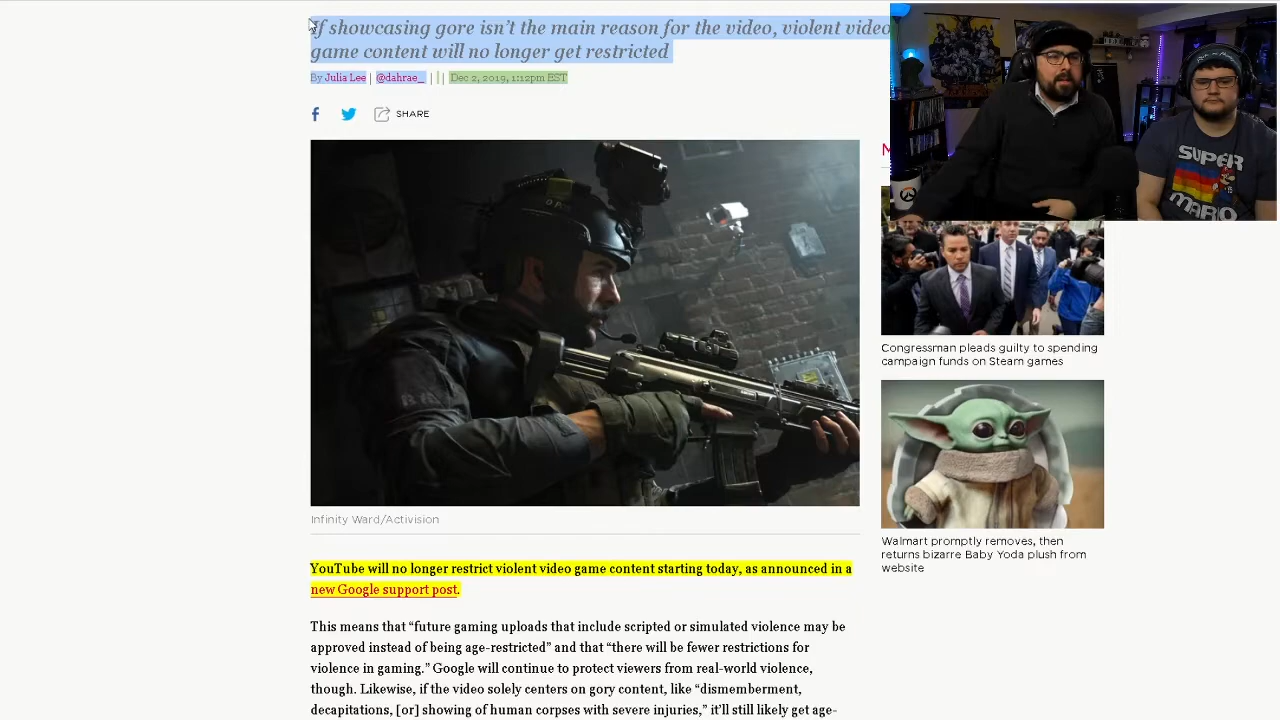 If showcasing gore isn't the main reason for the video, violent video
game content will no longer get restricted
By Julia Lee | @dahrae_ | | | Dec 2, 2019, 1:12pm EST
SHARE
SUPER
MARIO
Infinity Ward/Activision
Congressman pleads guilty to spending
campaign funds on Steam games
Walmart promptly removes, then
returns bizarre Baby Yoda plush from
website
YouTube will no longer restrict violent video game content starting today, as announced in a
new Google support post.
This means that “future gaming uploads that include scripted or simulated violence may be
approved instead of being age-restricted” and that “there will be fewer restrictions for
violence in gaming.” Google will continue to protect viewers from real-world violence,
though. Likewise, if the video solely centers on gory content, like “dismemberment,
decapitations, [or] showing of human corpses with severe injuries,” it’ll still likely get age-